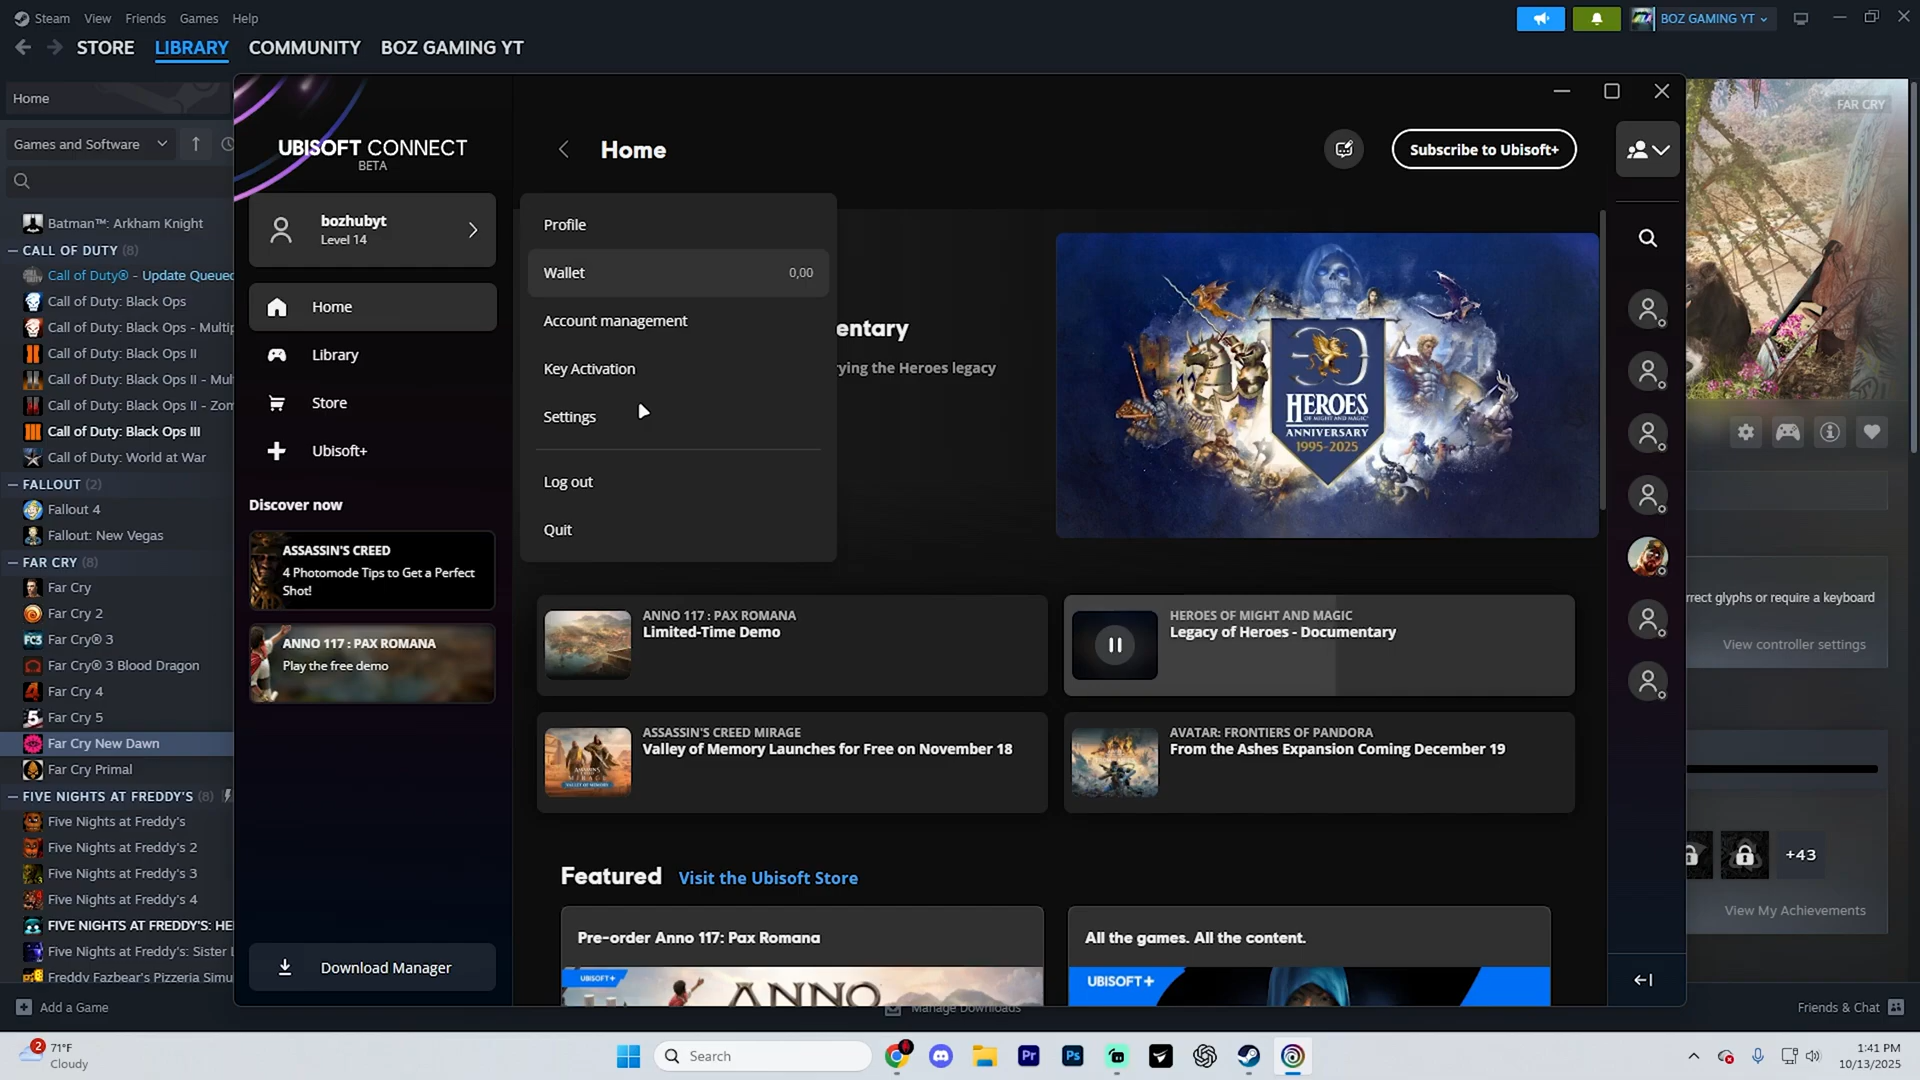 Steam View Friends Games Help
BOZ GAMING YT
STORE LIBRARY COMMUNITY BOZ GAMING YT
Home
Games and Software
Batman™: Arkham Knight
CALL OF DUTY (8)
Call of Duty® - Update Queued
Call of Duty: Black Ops
Call of Duty: Black Ops - Multip
Call of Duty: Black Ops II
Call of Duty: Black Ops II - Mul
Call of Duty: Black Ops II - Zom
Call of Duty: Black Ops III
Call of Duty: World at War
FALLOUT (2)
Fallout 4
Fallout: New Vegas
FAR CRY (8)
Far Cry
Far Cry 2
Far Cry® 3
Far Cry® 3 Blood Dragon
Far Cry 4
Far Cry 5
Far Cry New Dawn
Far Cry Primal
FIVE NIGHTS AT FREDDY'S (8)
Five Nights at Freddy's
Five Nights at Freddy's 2
Five Nights at Freddy's 3
Five Nights at Freddy's 4
FIVE NIGHTS AT FREDDY'S: HE
Five Nights at Freddy's: Sister L
Freddy Fazbear's Pizzeria Simu
Add a Game
UBISOFT CONNECT
BETA
bozhubyt
Level 14
Home
Library
Store
Ubisoft+
Discover now
ASSASSIN'S CREED
4 Photomode Tips to Get a Perfect
Shot!
ANNO 117 : PAX ROMANA
Play the free demo
Download Manager
Home
Subscribe to Ubisoft+
Profile
Wallet 0,00
Account management
Key Activation
Settings
Log out
Quit
entary
rying the Heroes legacy
30
HEROES
OF MIGHT AND MAGIC
ANNIVERSARY
1995-2025
ANNO 117 : PAX ROMANA
Limited-Time Demo
HEROES OF MIGHT AND MAGIC
Legacy of Heroes - Documentary
ASSASSIN'S CREED MIRAGE
Valley of Memory Launches for Free on November 18
AVATAR: FRONTIERS OF PANDORA
From the Ashes Expansion Coming December 19
Featured Visit the Ubisoft Store
Pre-order Anno 117: Pax Romana
UBISOFT+
ANNO
All the games. All the content.
UBISOFT+
Manage Downloads
FAR CRY
rrect glyphs or require a keyboard
View controller settings
+43
View My Achievements
Friends & Chat
2
71°F
Cloudy
Search
Pr
Ps
1:41 PM
10/13/2025